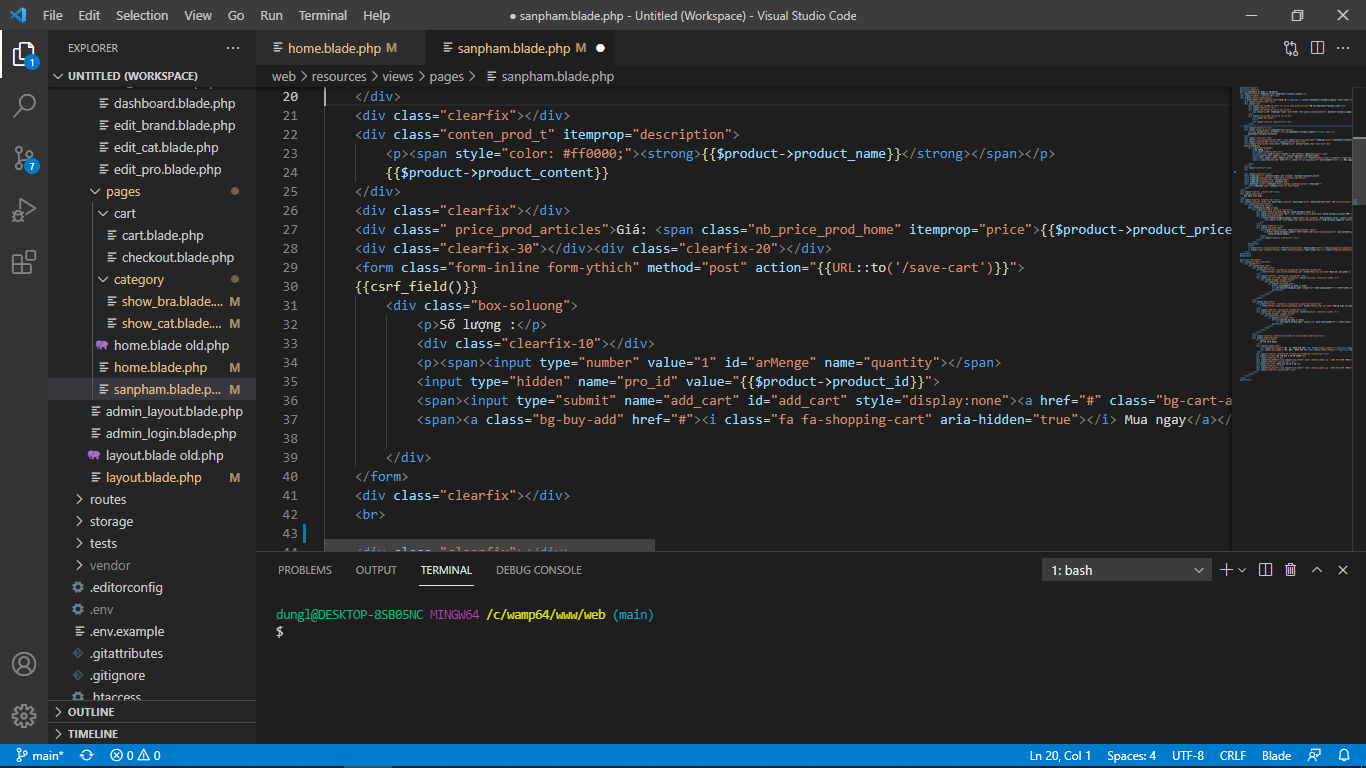 File Edit Selection View Go Run Terminal Help
● sanpham.blade.php - Untitled (Workspace) - Visual Studio Code
EXPLORER
UNTITLED (WORKSPACE)
dashboard.blade.php
edit_brand.blade.php
edit_cat.blade.php
edit_pro.blade.php
pages
cart
cart.blade.php
checkout.blade.php
category
show_bra.blade.... M
show_cat.blade.... M
home.blade old.php
home.blade.php M
sanpham.blade.p... M
admin_layout.blade.php
admin_login.blade.php
layout.blade old.php
layout.blade.php M
routes
storage
tests
vendor
.editorconfig
.env
.env.example
.gitattributes
.gitignore
.htaccess
OUTLINE
TIMELINE
1
7
home.blade.php M
sanpham.blade.php M ●
web > resources > views > pages > sanpham.blade.php
20 </div>
21 <div class="clearfix"></div>
22 <div class="conten_prod_t" itemprop="description">
23 <p><span style="color: #ff0000;"><strong>{{$product->product_name}}</strong></span></p>
24 {{$product->product_content}}
25 </div>
26 <div class="clearfix"></div>
27 <div class=" price_prod_articles">Giá: <span class="nb_price_prod_home" itemprop="price">{{$product->product_price
28 <div class="clearfix-30"></div><div class="clearfix-20"></div>
29 <form class="form-inline form-ythich" method="post" action="{{URL::to('/save-cart')}}">
30 {{csrf_field()}}
31 <div class="box-soluong">
32 <p>Số lượng :</p>
33 <div class="clearfix-10"></div>
34 <p><span><input type="number" value="1" id="arMenge" name="quantity"></span>
35 <input type="hidden" name="pro_id" value="{{$product->product_id}}">
36 <span><input type="submit" name="add_cart" id="add_cart" style="display:none"><a href="#" class="bg-cart-a
37 <span><a class="bg-buy-add" href="#"><i class="fa fa-shopping-cart" aria-hidden="true"></i> Mua ngay</a></
38
39 </div>
40 </form>
41 <div class="clearfix"></div>
42 <br>
43
44 <div class="clearfix"></div>
PROBLEMS OUTPUT TERMINAL DEBUG CONSOLE
1: bash
dungl@DESKTOP-8SB05NC MINGW64 /c/wamp64/www/web (main)
$
main* 0 0 Ln 20, Col 1 Spaces: 4 UTF-8 CRLF Blade